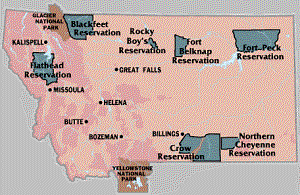 GLACIER
NATIONAL
PARK
Blackfeet
Reservation
Rocky
Boy's
Reservation
Fort
Belknap
Reservation
Fort Peck
Reservation
KALISPELL
Flathead
Reservation
GREAT FALLS
MISSOULA
HELENA
BUTTE
BOZEMAN
BILLINGS
Crow
Reservation
Northern
Cheyenne
Reservation
YELLOWSTONE
NATIONAL
PARK